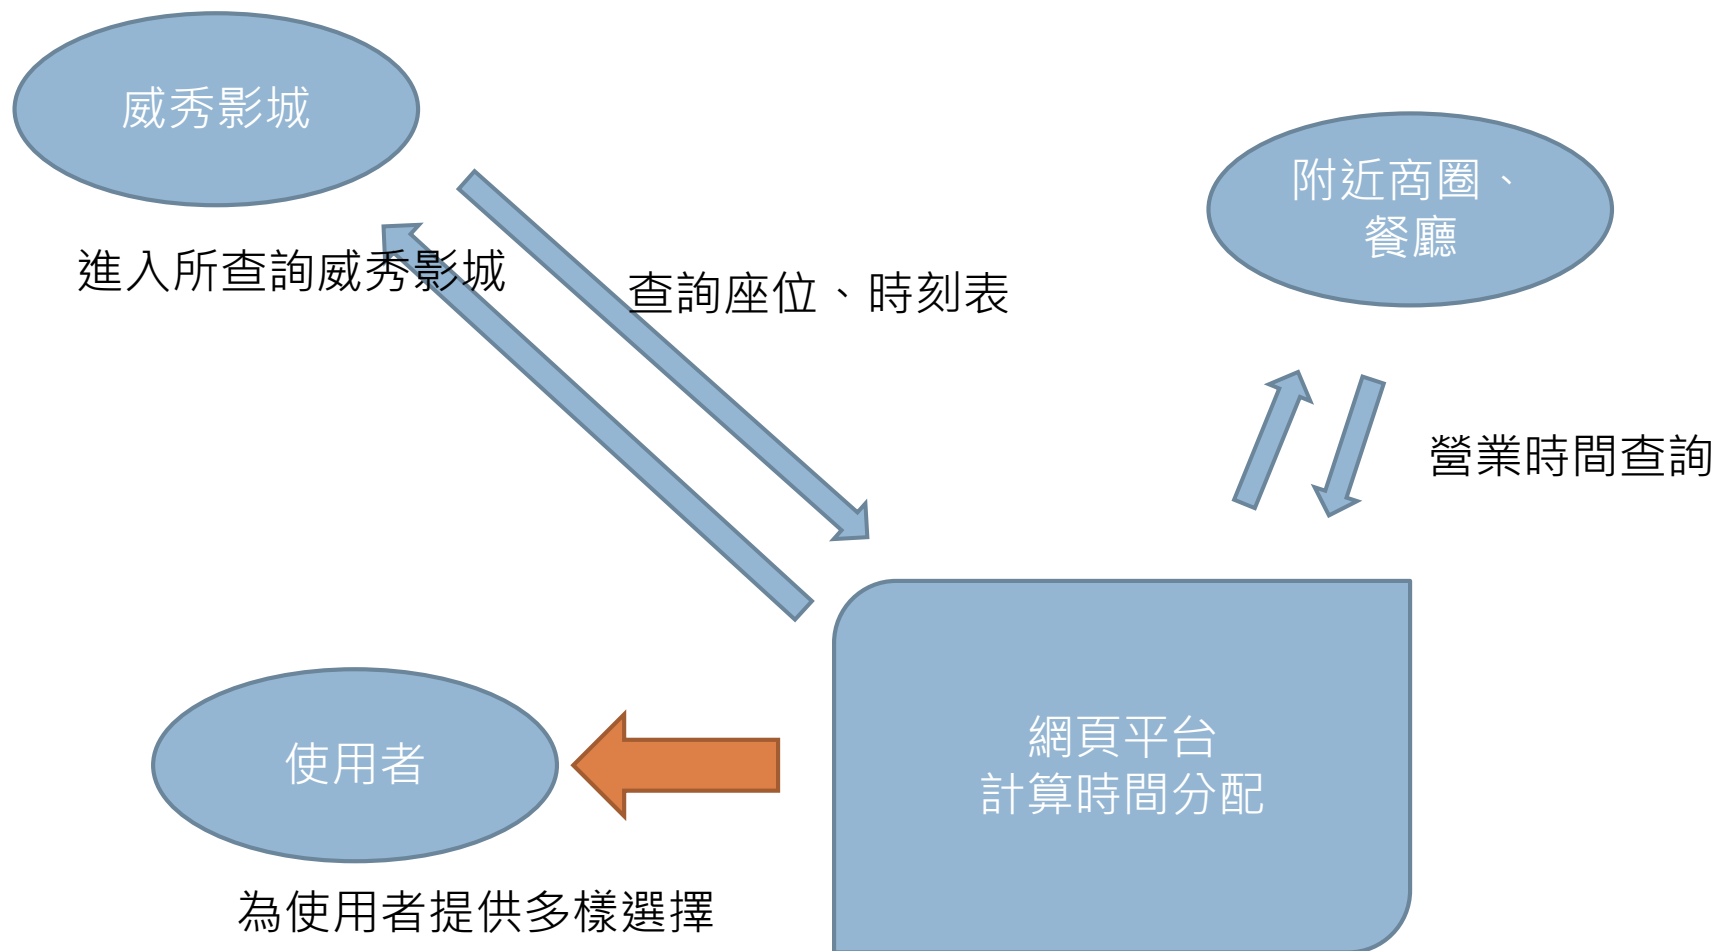 威秀影城
附近商圈、
餐廳
進入所查詢威秀影城
查詢座位、時刻表
營業時間查詢
使用者
網頁平台
計算時間分配
為使用者提供多樣選擇